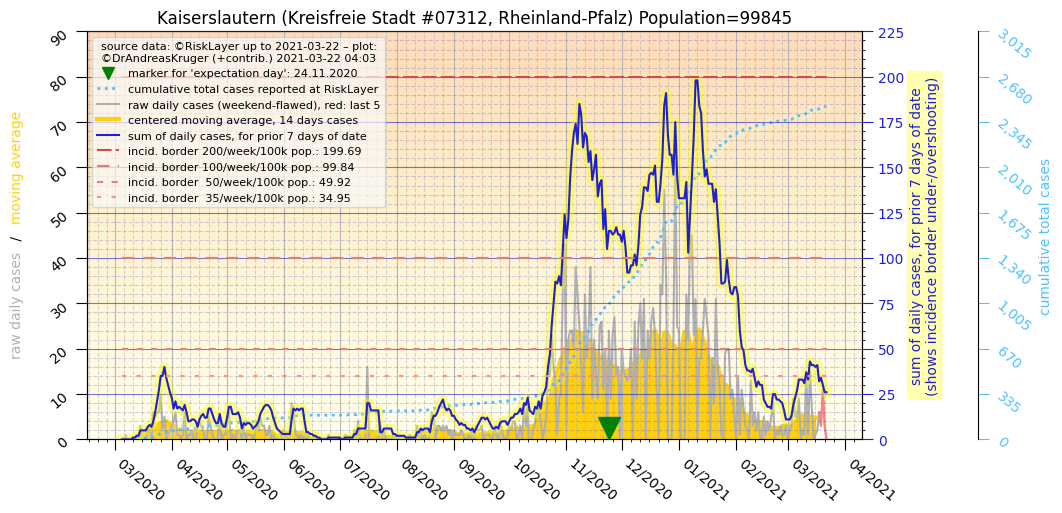 Kaiserslautern (Kreisfreie Stadt #07312, Rheinland-Pfalz) Population=99845
source data: ©RiskLayer up to 2021-03-22 – plot:
©DrAndreasKruger (+contrib.) 2021-03-22 04:03
marker for 'expectation day': 24.11.2020
cumulative total cases reported at RiskLayer
raw daily cases (weekend-flawed), red: last 5
centered moving average, 14 days cases
sum of daily cases, for prior 7 days of date
incid. border 200/week/100k pop.: 199.69
incid. border 100/week/100k pop.: 99.84
incid. border  50/week/100k pop.: 49.92
incid. border  35/week/100k pop.: 34.95
raw daily cases / moving average
90
80
70
60
50
40
30
20
10
0
03/2020
04/2020
05/2020
06/2020
07/2020
08/2020
09/2020
10/2020
11/2020
12/2020
01/2021
02/2021
03/2021
04/2021
225
200
175
150
125
100
75
50
25
0
sum of daily cases, for prior 7 days of date
(shows incidence border under-/overshooting)
3,015
2,680
2,345
2,010
1,675
1,340
1,005
670
335
0
cumulative total cases